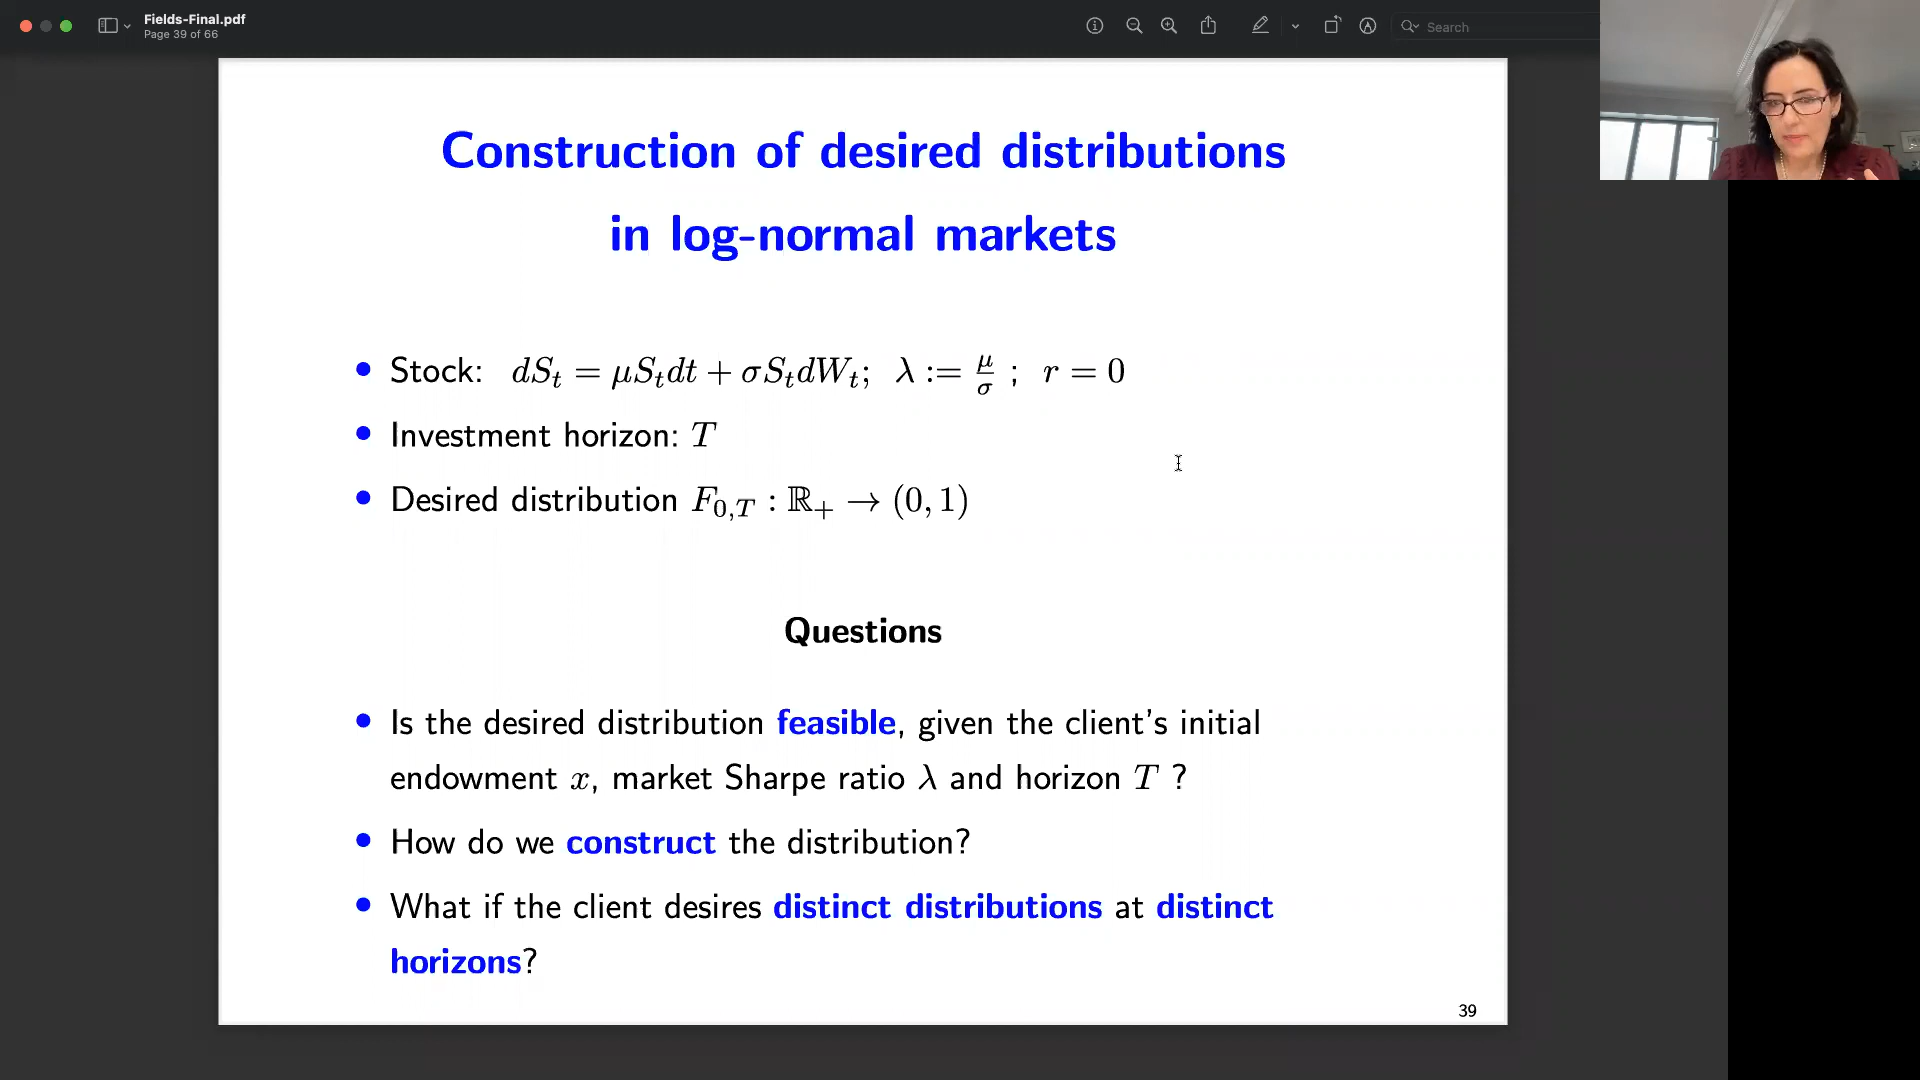 Fields-Final.pdf
Page 39 of 66
Search
Construction of desired distributions
in log-normal markets
• Stock: dS_t = μS_t dt + σS_t dW_t; λ := μ/σ ; r = 0
• Investment horizon: T
• Desired distribution F_{0,T} : ℝ_+ → (0, 1)
Questions
• Is the desired distribution feasible, given the client's initial
endowment x, market Sharpe ratio λ and horizon T ?
• How do we construct the distribution?
• What if the client desires distinct distributions at distinct
horizons?
39